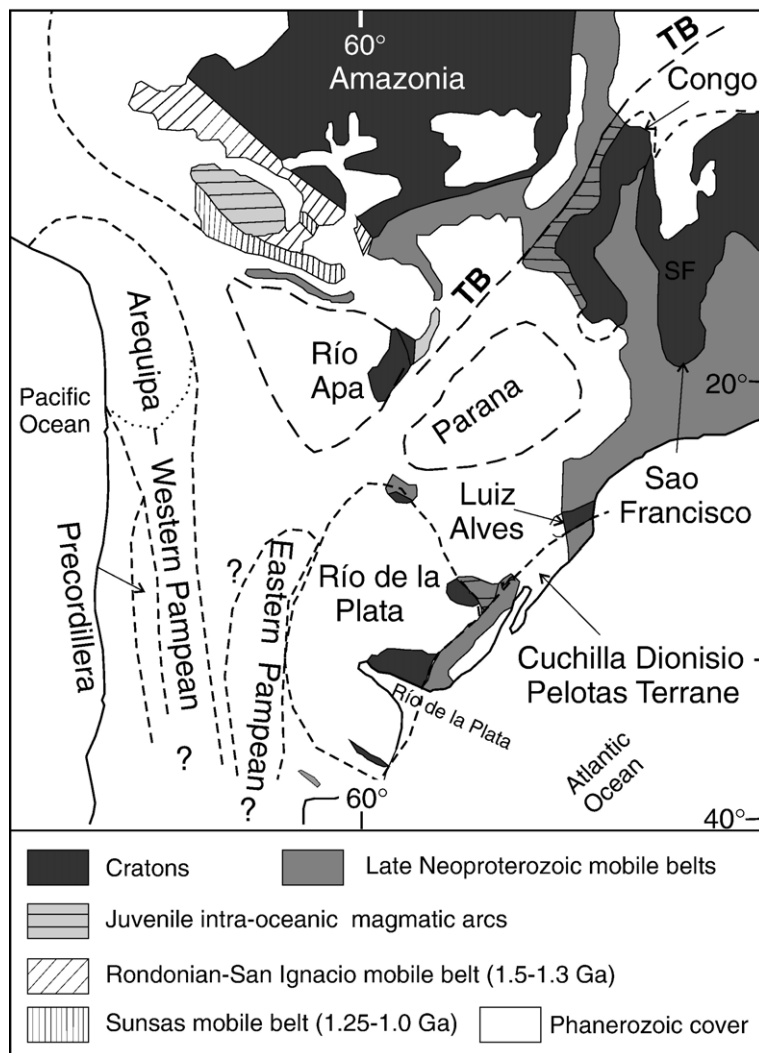 60°
TB
Amazonia
Congo
SF
TB
Arequipa
Río
Apa
20°
Pacific
Ocean
Parana
Western Pampean
Luiz
Alves
Sao
Francisco
Precordillera
?
Eastern Pampean
Río de la
Plata
Cuchilla Dionisio -
Pelotas Terrane
Río de la Plata
?
Atlantic
Ocean
?
60°
40°
Cratons
Late Neoproterozoic mobile belts
Juvenile intra-oceanic magmatic arcs
Rondonian-San Ignacio mobile belt (1.5-1.3 Ga)
Sunsas mobile belt (1.25-1.0 Ga)
Phanerozoic cover